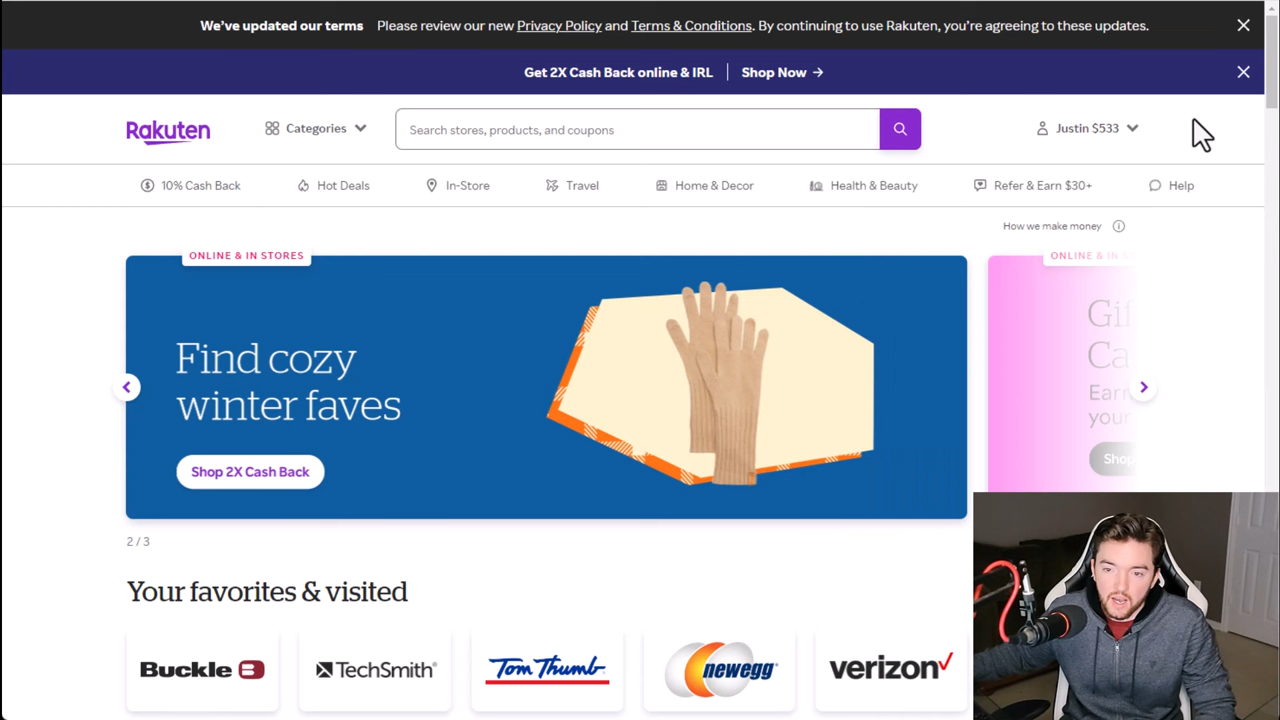 We've updated our terms Please review our new Privacy Policy and Terms & Conditions. By continuing to use Rakuten, you're agreeing to these updates.
Get 2X Cash Back online & IRL Shop Now →
Rakuten Categories Search stores, products, and coupons Justin $533
10% Cash Back Hot Deals In-Store Travel Home & Decor Health & Beauty Refer & Earn $30+ Help
How we make money
ONLINE & IN STORES
Find cozy
winter faves
Shop 2X Cash Back
ONLINE & IN
Ca
your
Shop
2 / 3
Your favorites & visited
Buckle B TechSmith Tom Thumb newegg verizon